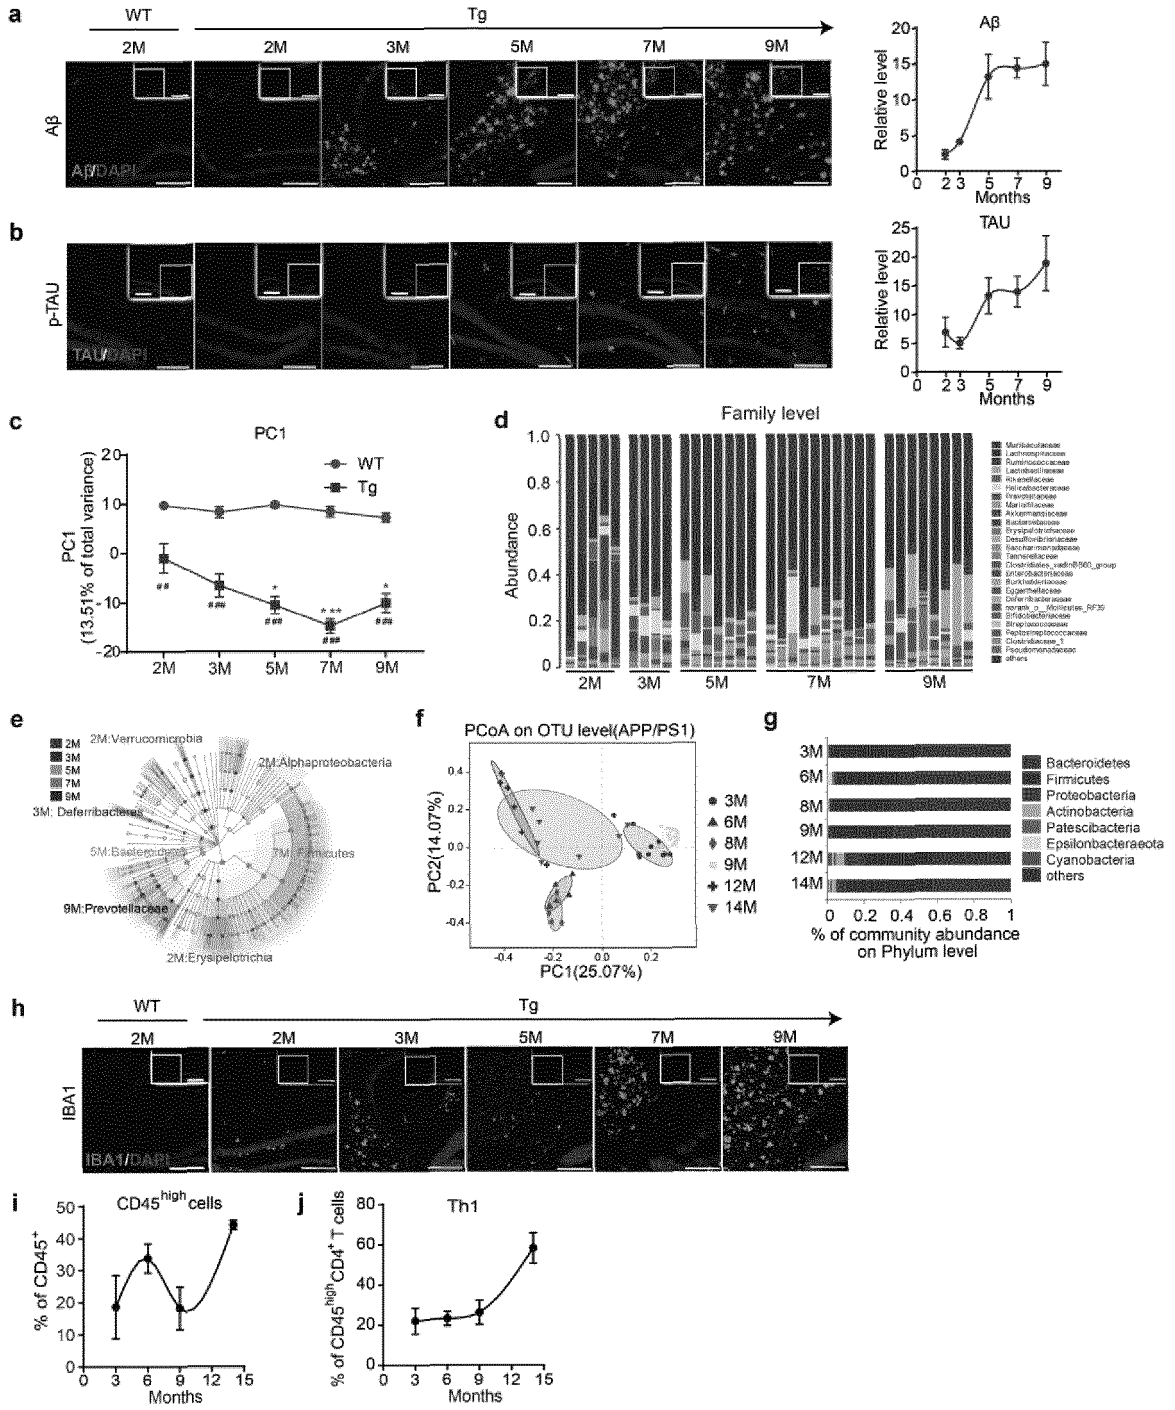 a
WT
Tg
2M
2M
3M
5M
7M
9M
Aβ
Aβ/DAPI
Aβ
Relative level
20
15
10
5
0
0
2
3
5
7
9
Months
b
p-TAU
TAU/DAPI
TAU
Relative level
25
20
15
10
5
0
0
2
3
5
7
9
Months
c
PC1
PC1
(13.51% of total variance)
20
10
0
-10
-20
WT
Tg
##
###
*
###
* **
###
*
###
2M
3M
5M
7M
9M
d
Family level
Abundance
1.0
0.8
0.6
0.4
0.2
0
2M
3M
5M
7M
9M
Muribaculaceae
Lachnospiraceae
Ruminococcaceae
Lactobacillaceae
Rikenellaceae
Helicobacteraceae
Prevotellaceae
Marinifilaceae
Akkermansiaceae
Bacteroidaceae
Erysipelotrichaceae
Desulfovibrionaceae
Saccharimonadaceae
Tannerellaceae
Clostridiales_vadinBB60_group
Enterobacteriaceae
Burkholderiaceae
Eggerthellaceae
Deferribacteraceae
norank_o__Mollicutes_RF39
Bifidobacteriaceae
Streptococcaceae
Peptostreptococcaceae
Clostridiaceae_1
Pseudomonadaceae
others
e
2M
3M
5M
7M
9M
2M:Verrucomicrobia
2M:Alphaproteobacteria
3M: Deferribacteres
5M:Bacteroidetes
7M: Firmicutes
9M:Prevotellaceae
2M:Erysipelotrichia
f
PCoA on OTU level(APP/PS1)
PC2(14.07%)
0.4
0.2
0.0
-0.2
-0.4
-0.4
-0.2
0.0
0.2
PC1(25.07%)
3M
6M
8M
9M
12M
14M
g
3M
6M
8M
9M
12M
14M
0
0.2
0.4
0.6
0.8
1
% of community abundance
on Phylum level
Bacteroidetes
Firmicutes
Proteobacteria
Actinobacteria
Patescibacteria
Epsilonbacteraeota
Cyanobacteria
others
h
WT
Tg
2M
2M
3M
5M
7M
9M
IBA1
IBA1/DAPI
i
CD45high cells
% of CD45+
50
40
30
20
10
0
0
3
6
9
12
15
Months
j
Th1
% of CD45high CD4+ T cells
80
60
40
20
0
0
3
6
9
12
15
Months